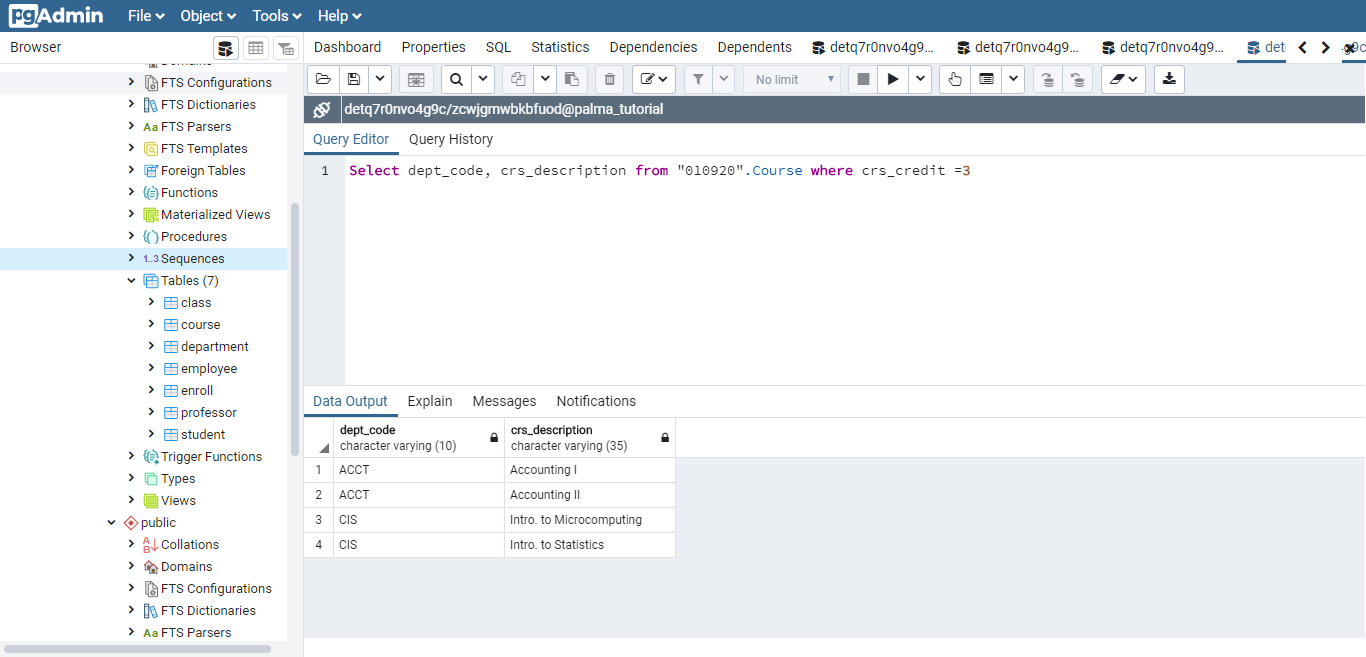 pgAdmin File Object Tools Help
Browser
Dashboard Properties SQL Statistics Dependencies Dependents detq7r0nvo4g9... detq7r0nvo4g9... detq7r0nvo4g9...
No limit
detq7r0nvo4g9c/zcwjgmwbkbfuod@palma_tutorial
Query Editor Query History
1 Select dept_code, crs_description from "010920".Course where crs_credit =3
FTS Configurations
FTS Dictionaries
Aa FTS Parsers
FTS Templates
Foreign Tables
Functions
Materialized Views
Procedures
1..3 Sequences
Tables (7)
class
course
department
employee
enroll
professor
student
Trigger Functions
Types
Views
public
Collations
Domains
FTS Configurations
FTS Dictionaries
Aa FTS Parsers
Data Output Explain Messages Notifications
dept_code crs_description
character varying (10) character varying (35)
1 ACCT Accounting I
2 ACCT Accounting II
3 CIS Intro. to Microcomputing
4 CIS Intro. to Statistics